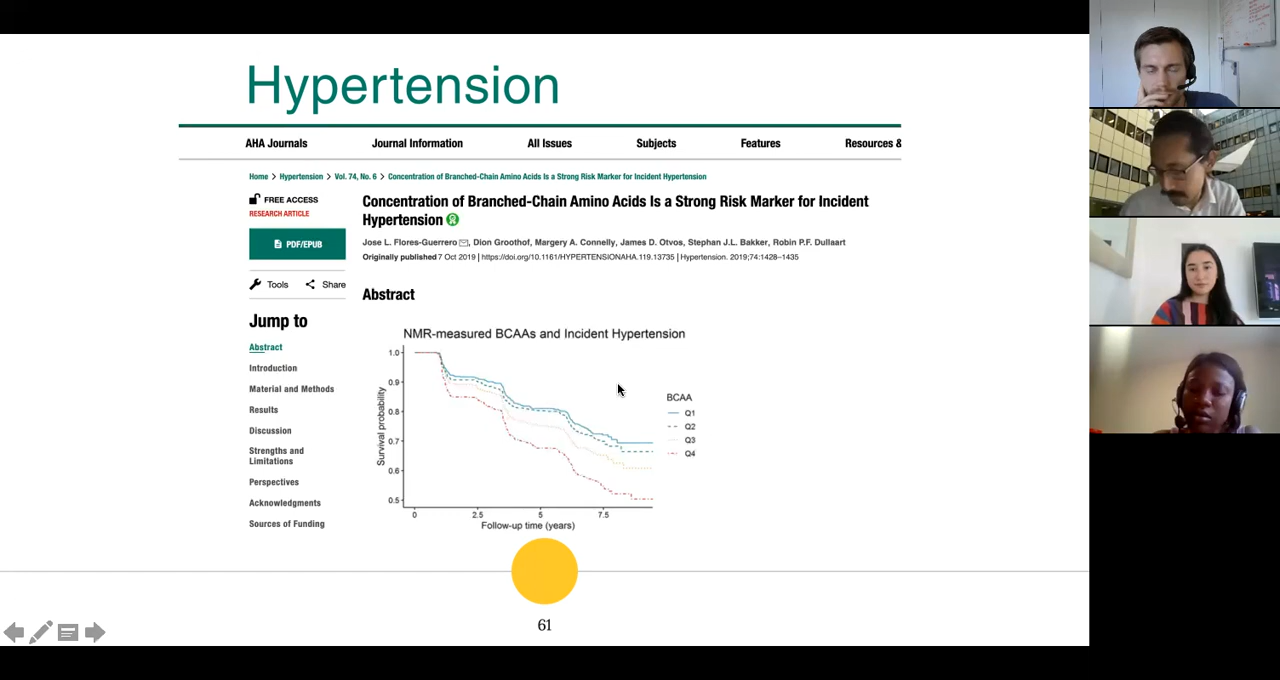 Hypertension
AHA Journals Journal Information All Issues Subjects Features Resources &
Home > Hypertension > Vol. 74, No. 6 > Concentration of Branched-Chain Amino Acids Is a Strong Risk Marker for Incident Hypertension
FREE ACCESS
RESEARCH ARTICLE
PDF/EPUB
Tools Share
Jump to
Abstract
Introduction
Material and Methods
Results
Discussion
Strengths and
Limitations
Perspectives
Acknowledgments
Sources of Funding
Concentration of Branched-Chain Amino Acids Is a Strong Risk Marker for Incident
Hypertension
Jose L. Flores-Guerrero, Dion Groothof, Margery A. Connelly, James D. Otvos, Stephan J.L. Bakker, Robin P.F. Dullaart
Originally published 7 Oct 2019 | https://doi.org/10.1161/HYPERTENSIONAHA.119.13735 | Hypertension. 2019;74:1428–1435
Abstract
NMR-measured BCAAs and Incident Hypertension
Survival probability
1.0
0.9
0.8
0.7
0.6
0.5
0 2.5 5 7.5
Follow-up time (years)
BCAA
Q1
Q2
Q3
Q4
61